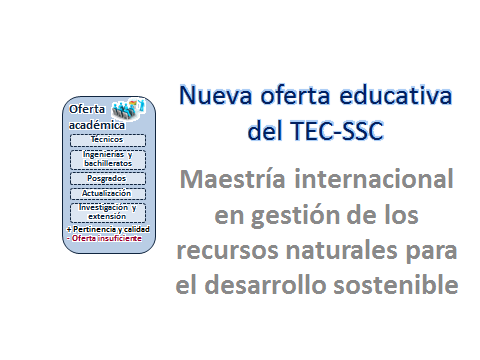 Oferta
académica
Técnicos
Ingenierías y
bachilleratos
Posgrados
Actualización
Investigación y
extensión
+ Pertinencia y calidad
- Oferta insuficiente
Nueva oferta educativa
del TEC-SSC
Maestría internacional
en gestión de los
recursos naturales para
el desarrollo sostenible